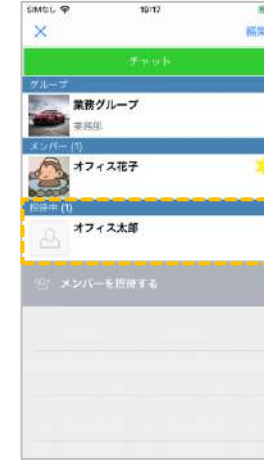 SIMなし 19:17
編集
チャット
グループ
業務グループ
業務部
メンバー (1)
オフィス花子
招待中 (1)
オフィス太郎
メンバーを招待する